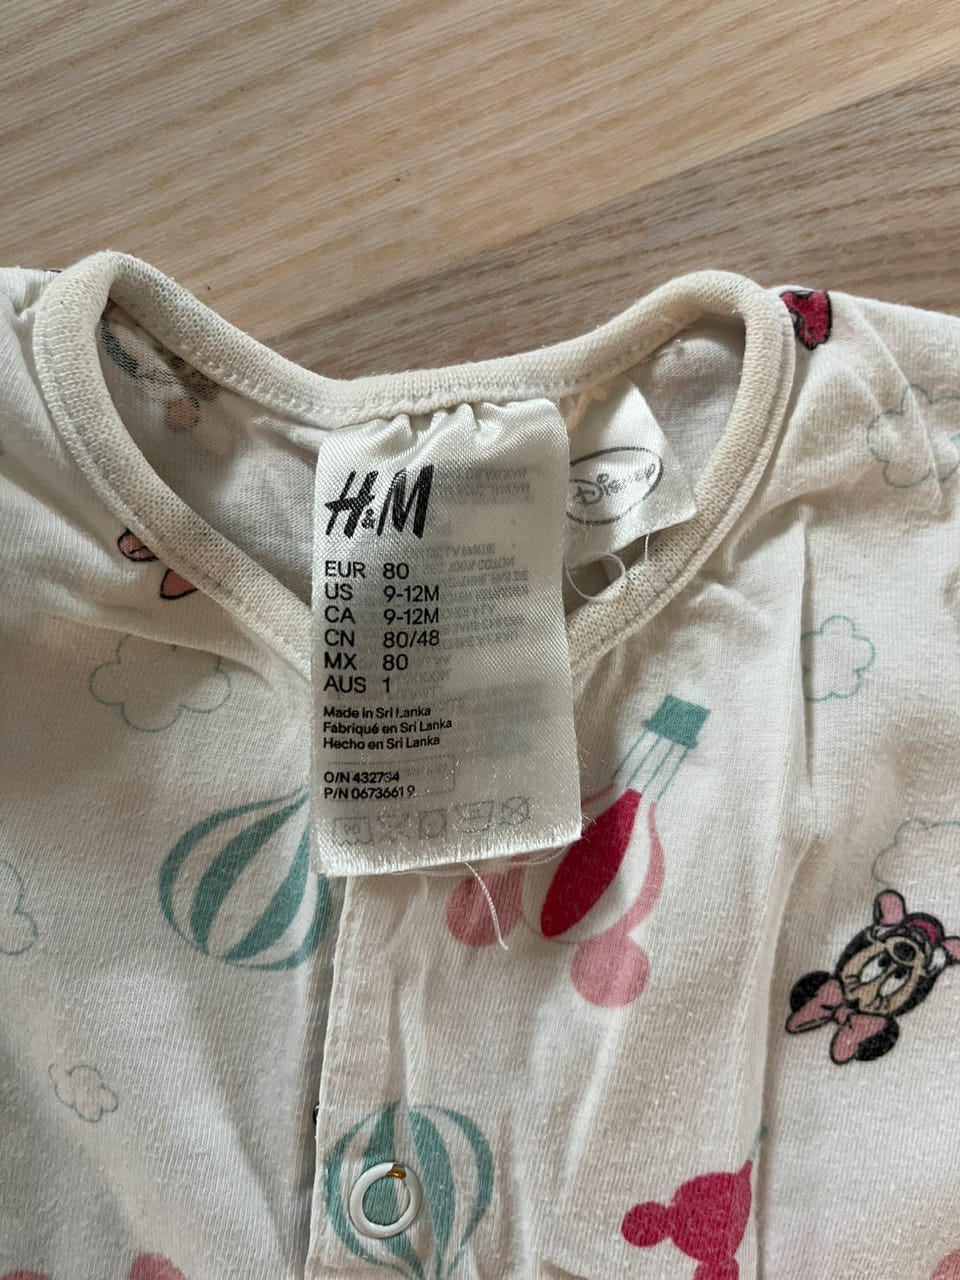 H&M
Disney
EUR 80
US 9-12M
CA 9-12M
CN 80/48
MX 80
AUS 1
Made in Sri Lanka
Fabriqué en Sri Lanka
Hecho en Sri Lanka
O/N 432734
P/N 06736619